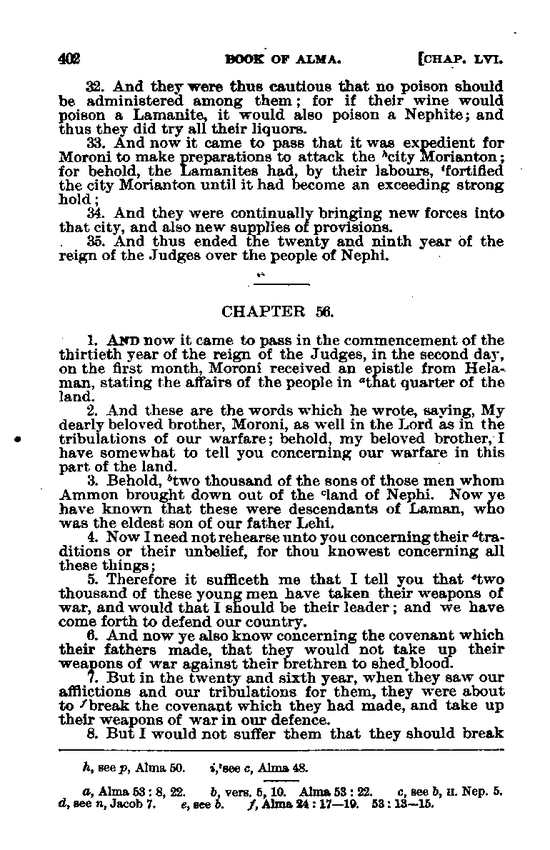 402 BOOK OF ALMA. [CHAP. LVI.
32. And they were thus cautious that no poison should
be administered among them; for if their wine would
poison a Lamanite, it would also poison a Nephite; and
thus they did try all their liquors.
33. And now it came to pass that it was expedient for
Moroni to make preparations to attack the ʰcity Morianton;
for behold, the Lamanites had, by their labours, ⁱfortified
the city Morianton until it had become an exceeding strong
hold;
34. And they were continually bringing new forces into
that city, and also new supplies of provisions.
35. And thus ended the twenty and ninth year of the
reign of the Judges over the people of Nephi.
CHAPTER 56.
1. AND now it came to pass in the commencement of the
thirtieth year of the reign of the Judges, in the second day,
on the first month, Moroni received an epistle from Hela-
man, stating the affairs of the people in ᵃthat quarter of the
land.
2. And these are the words which he wrote, saying, My
dearly beloved brother, Moroni, as well in the Lord as in the
tribulations of our warfare; behold, my beloved brother, I
have somewhat to tell you concerning our warfare in this
part of the land.
3. Behold, ᵇtwo thousand of the sons of those men whom
Ammon brought down out of the ᶜland of Nephi. Now ye
have known that these were descendants of Laman, who
was the eldest son of our father Lehi.
4. Now I need not rehearse unto you concerning their ᵈtra-
ditions or their unbelief, for thou knowest concerning all
these things;
5. Therefore it sufficeth me that I tell you that ᵉtwo
thousand of these young men have taken their weapons of
war, and would that I should be their leader; and we have
come forth to defend our country.
6. And now ye also know concerning the covenant which
their fathers made, that they would not take up their
weapons of war against their brethren to shed blood.
7. But in the twenty and sixth year, when they saw our
afflictions and our tribulations for them, they were about
to ᶠbreak the covenant which they had made, and take up
their weapons of war in our defence.
8. But I would not suffer them that they should break
h, see p, Alma 50. i, see c, Alma 48.
a, Alma 53 : 8, 22. b, vers. 5, 10. Alma 53 : 22. c, see b, II. Nep. 5.
d, see n, Jacob 7. e, see b. f, Alma 24 : 17—19. 53 : 13—15.